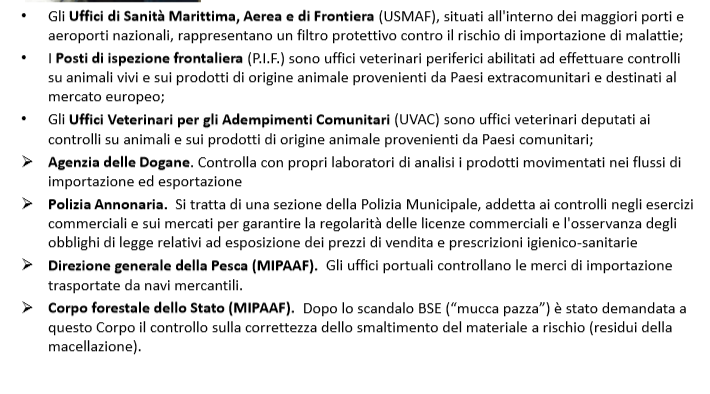 • Gli Uffici di Sanità Marittima, Aerea e di Frontiera (USMAF), situati all'interno dei maggiori porti e
aeroporti nazionali, rappresentano un filtro protettivo contro il rischio di importazione di malattie;
• I Posti di ispezione frontaliera (P.I.F.) sono uffici veterinari periferici abilitati ad effettuare controlli
su animali vivi e sui prodotti di origine animale provenienti da Paesi extracomunitari e destinati al
mercato europeo;
• Gli Uffici Veterinari per gli Adempimenti Comunitari (UVAC) sono uffici veterinari deputati ai
controlli su animali e sui prodotti di origine animale provenienti da Paesi comunitari;
➢ Agenzia delle Dogane. Controlla con propri laboratori di analisi i prodotti movimentati nei flussi di
importazione ed esportazione
➢ Polizia Annonaria. Si tratta di una sezione della Polizia Municipale, addetta ai controlli negli esercizi
commerciali e sui mercati per garantire la regolarità delle licenze commerciali e l'osservanza degli
obblighi di legge relativi ad esposizione dei prezzi di vendita e prescrizioni igienico-sanitarie
➢ Direzione generale della Pesca (MIPAAF). Gli uffici portuali controllano le merci di importazione
trasportate da navi mercantili.
➢ Corpo forestale dello Stato (MIPAAF). Dopo lo scandalo BSE (“mucca pazza”) è stato demandata a
questo Corpo il controllo sulla correttezza dello smaltimento del materiale a rischio (residui della
macellazione).